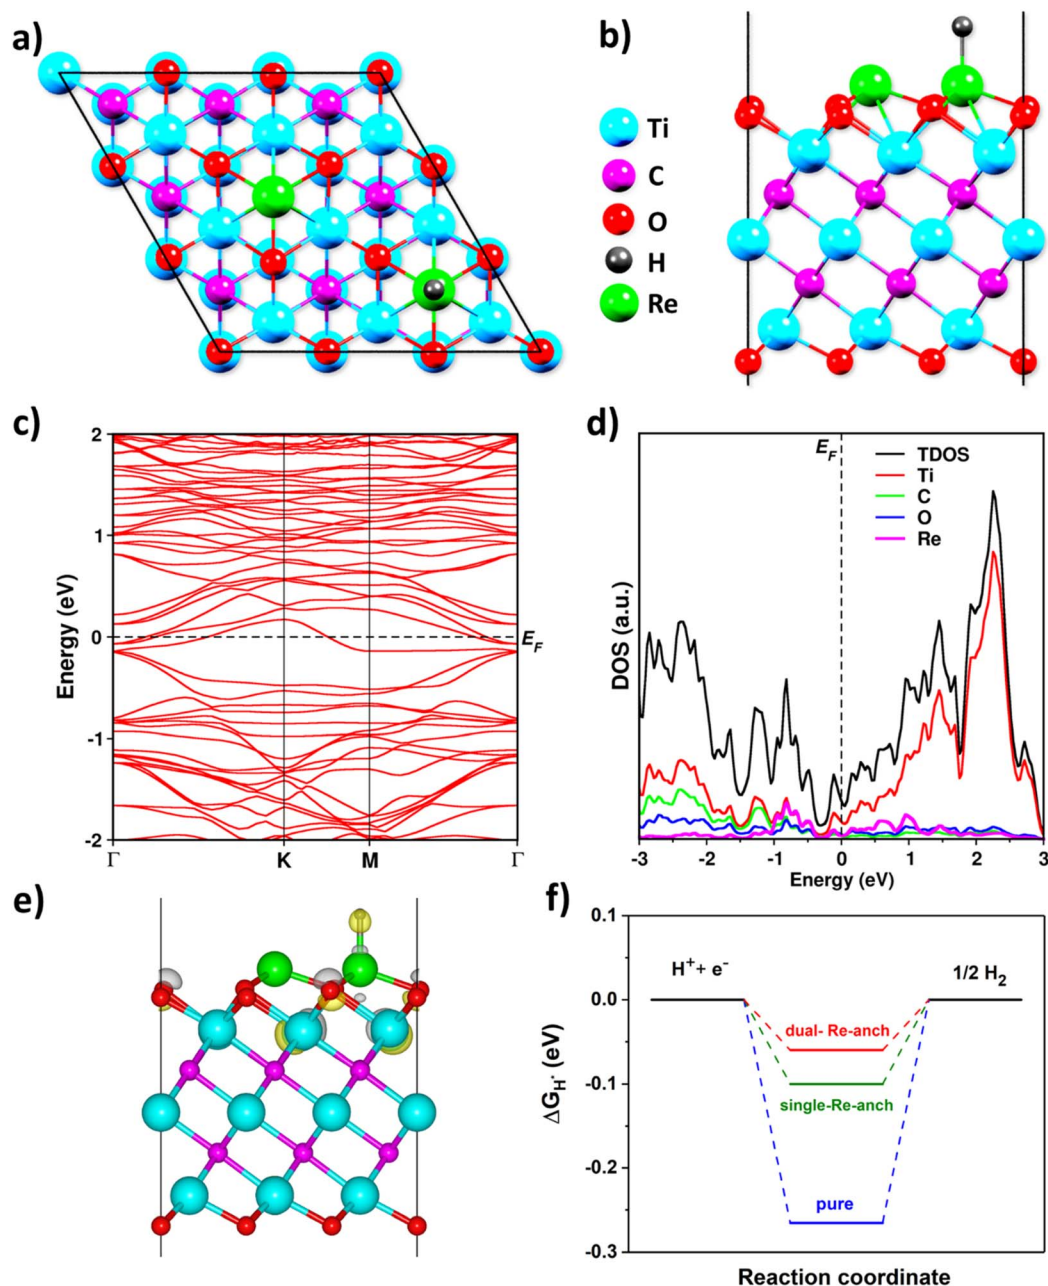 a)
b)
Ti
C
O
H
Re
c)
2
1
0
-1
-2
Energy (eV)
E_F
Γ
K
M
Γ
d)
E_F
TDOS
Ti
C
O
Re
DOS (a.u.)
-3
-2
-1
0
1
2
3
Energy (eV)
e)
f)
0.1
0.0
-0.1
-0.2
-0.3
ΔG_H* (eV)
H⁺+ e⁻
1/2 H₂
dual- Re-anch
single-Re-anch
pure
Reaction coordinate